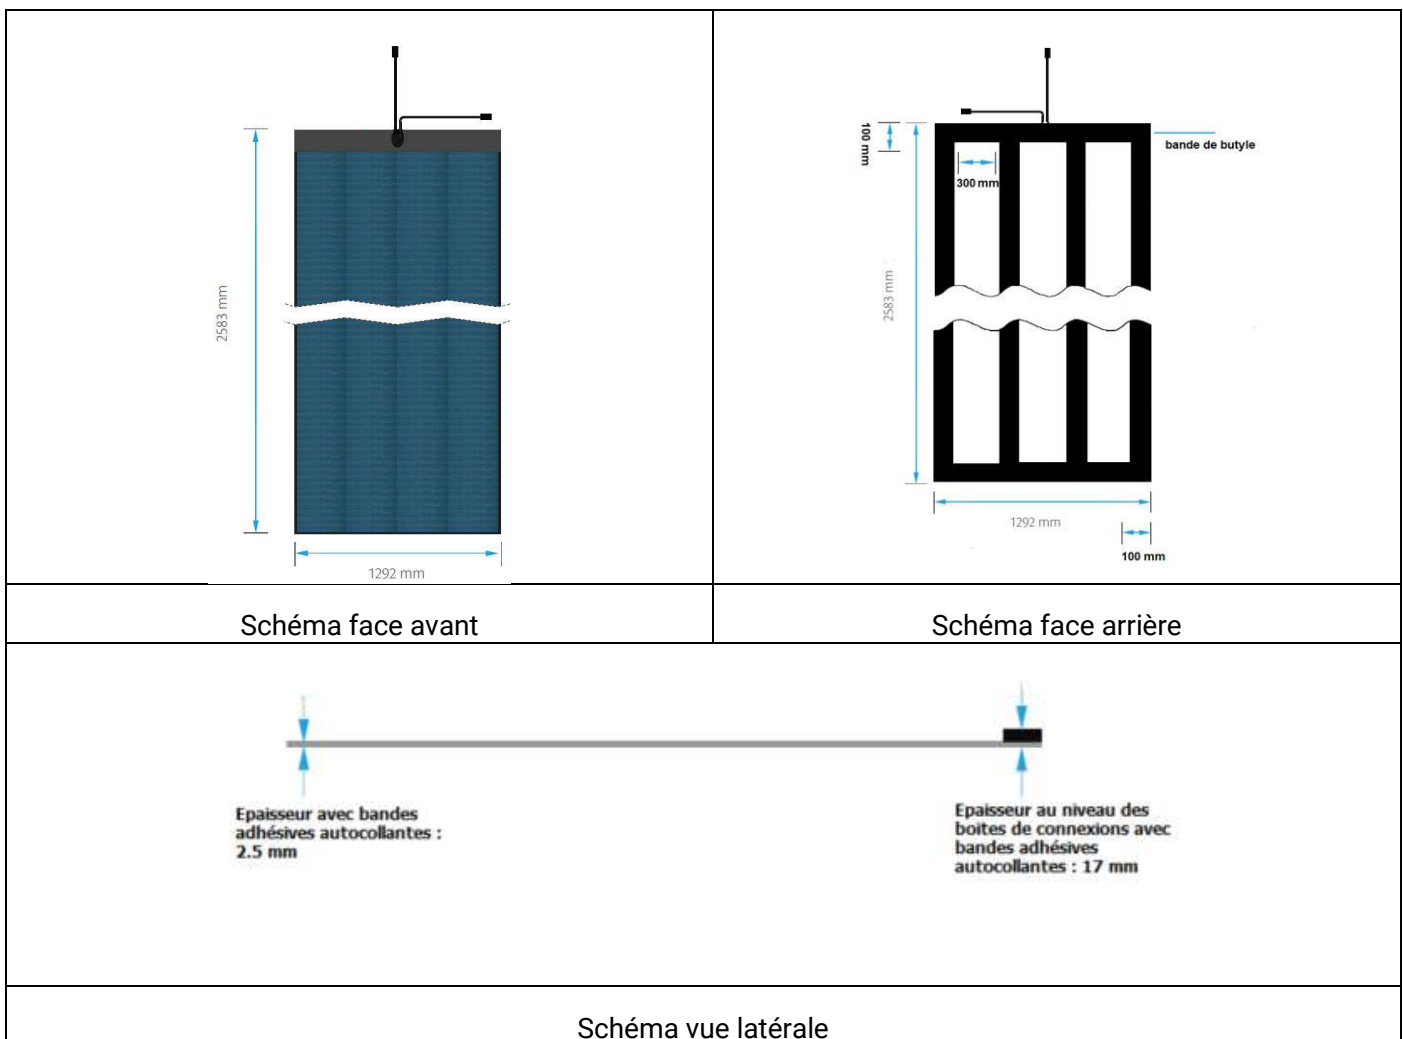 2583 mm
1292 mm
100 mm
300 mm
bande de butyle
2583 mm
1292 mm
100 mm
Schéma face avant
Schéma face arrière
Epaisseur avec bandes
adhésives autocollantes :
2.5 mm
Epaisseur au niveau des
boites de connexions avec
bandes adhésives
autocollantes : 17 mm
Schéma vue latérale